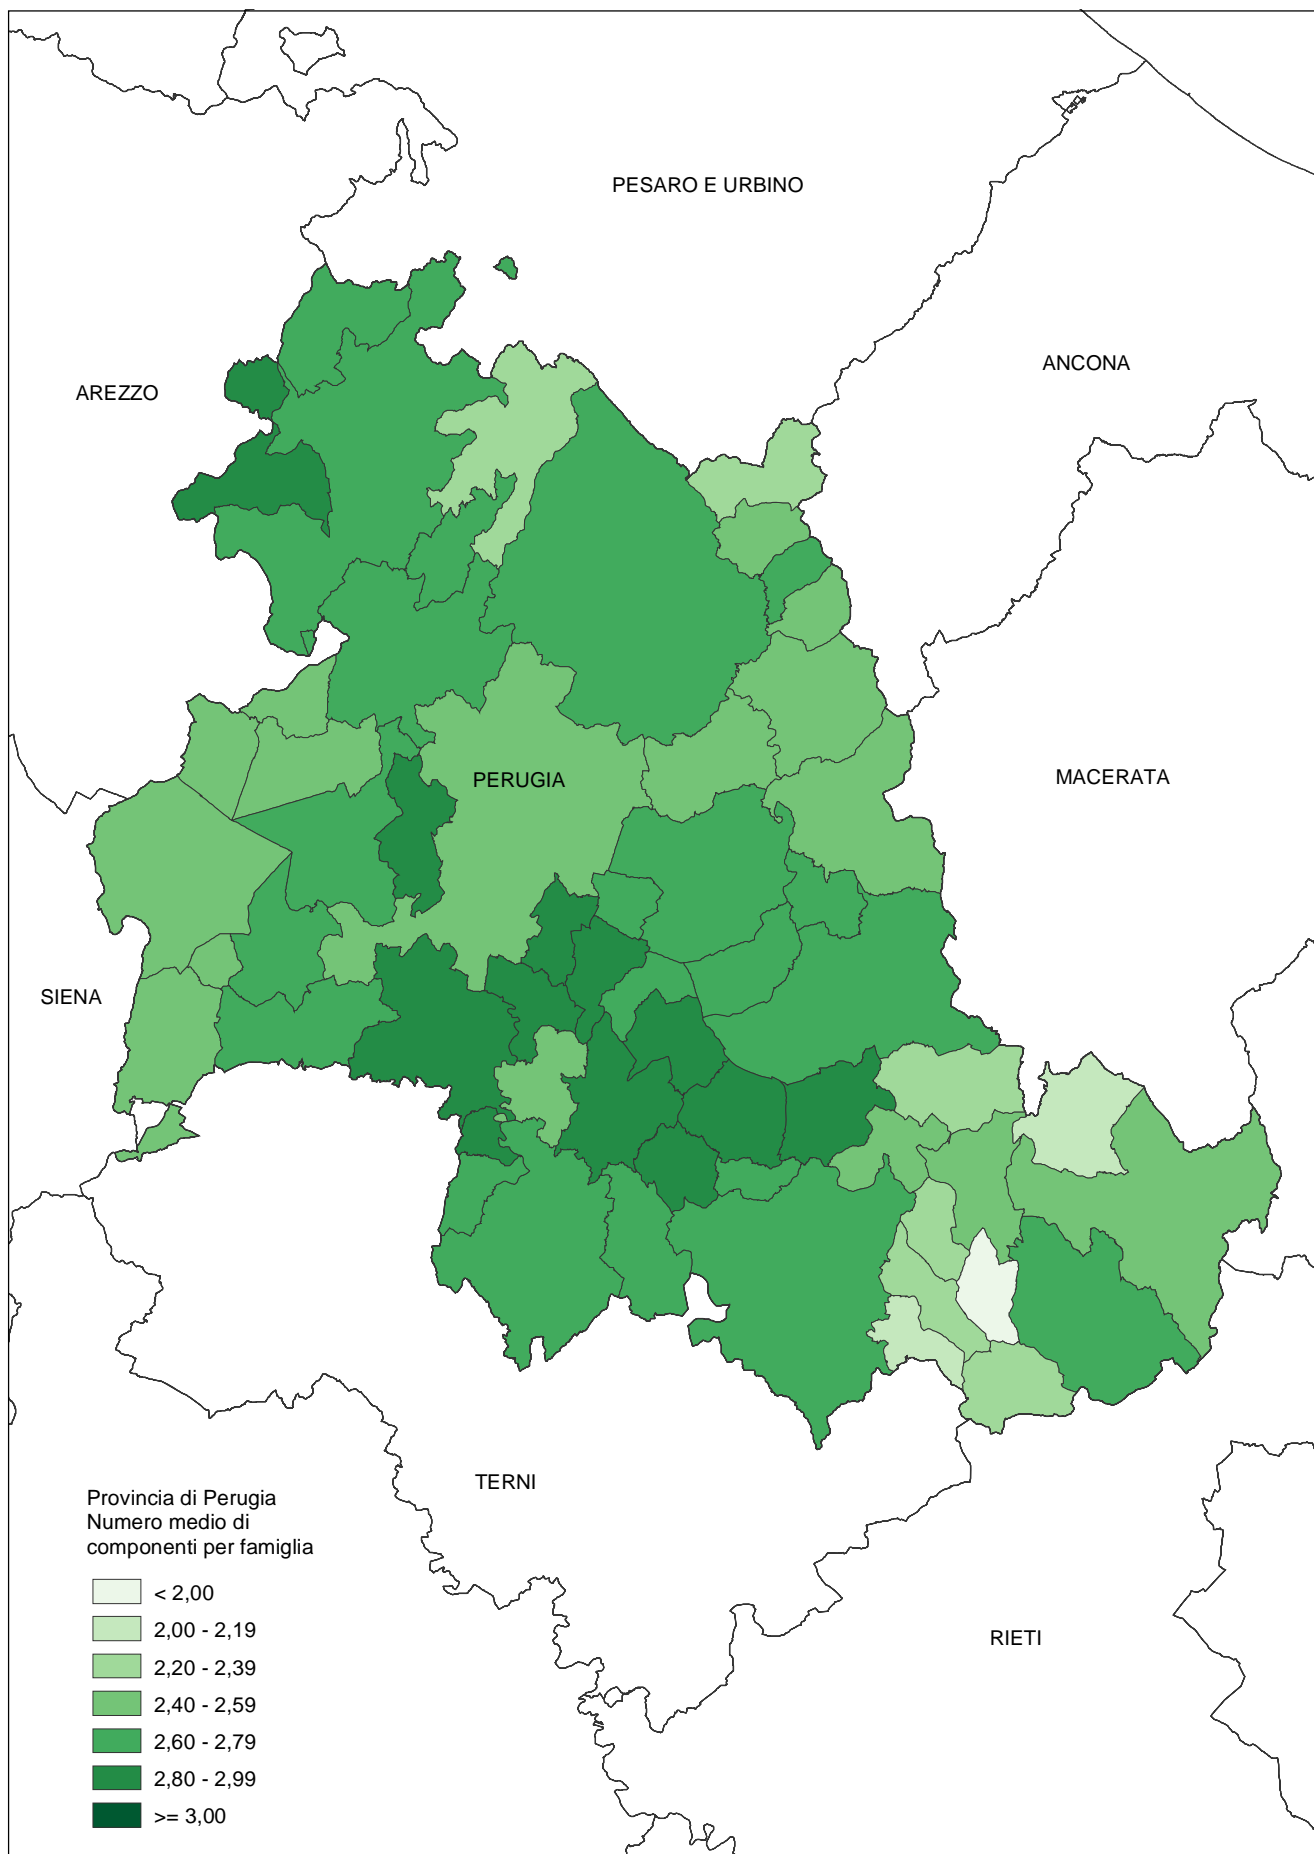 PESARO E URBINO
ANCONA
AREZZO
PERUGIA
MACERATA
SIENA
TERNI
RIETI
Provincia di Perugia
Numero medio di
componenti per famiglia
< 2,00
2,00 - 2,19
2,20 - 2,39
2,40 - 2,59
2,60 - 2,79
2,80 - 2,99
>= 3,00